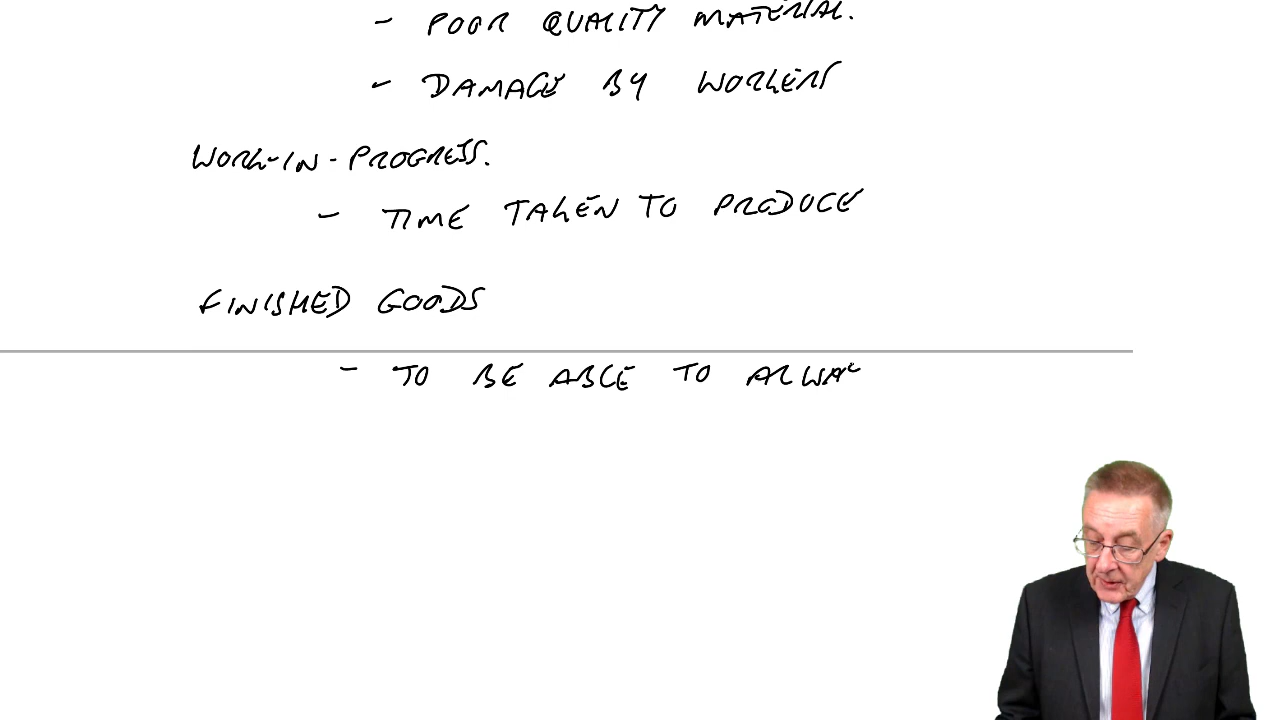 - POOR QUALITY MATERIAL.
- DAMAGE BY WORKERS
WORK-IN-PROGRESS.
- TIME TAKEN TO PRODUCE
FINISHED GOODS
- TO BE ABLE TO ALWA